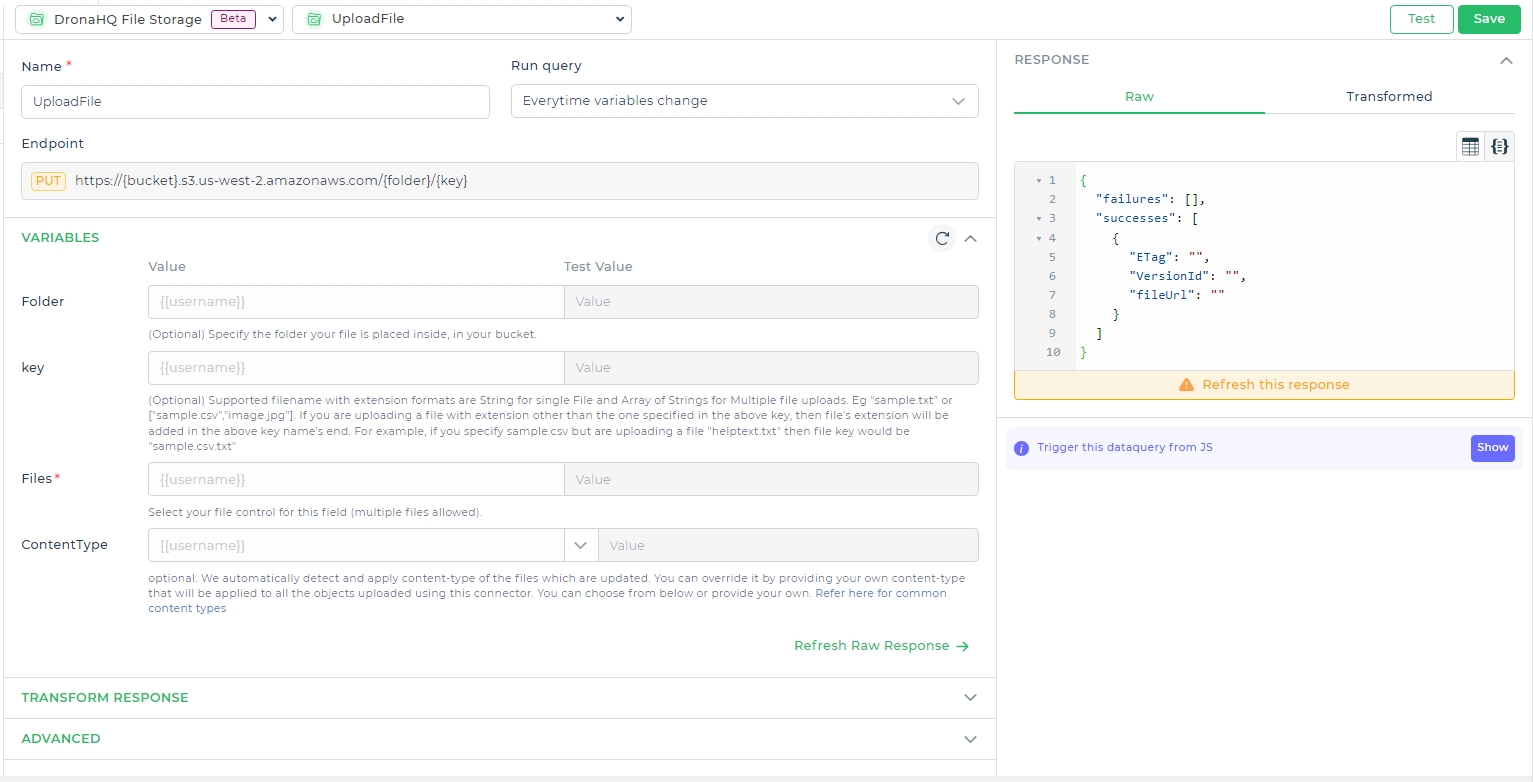 DronaHQ File Storage Beta UploadFile Test Save
Name * Run query
UploadFile Everytime variables change
Endpoint
PUT https://{bucket}.s3.us-west-2.amazonaws.com/{folder}/{key}
VARIABLES
Value Test Value
Folder {{username}} Value
(Optional) Specify the folder your file is placed inside, in your bucket.
key {{username}} Value
(Optional) Supported filename with extension formats are String for single File and Array of Strings for Multiple file uploads. Eg "sample.txt" or
["sample.csv","image.jpg"]. If you are uploading a file with extension other than the one specified in the above key, then file's extension will be
added in the above key name's end. For example, if you specify sample.csv but are uploading a file "helptext.txt" then file key would be
"sample.csv.txt"
Files* {{username}} Value
Select your file control for this field (multiple files allowed).
ContentType {{username}} Value
optional. We automatically detect and apply content-type of the files which are updated. You can override it by providing your own content-type
that will be applied to all the objects uploaded using this connector. You can choose from below or provide your own. Refer here for common
content types
Refresh Raw Response →
TRANSFORM RESPONSE
ADVANCED
RESPONSE
Raw Transformed
1 {
2 "failures": [],
3 "successes": [
4 {
5 "ETag": "",
6 "VersionId": "",
7 "fileUrl": ""
8 }
9 ]
10 }
Refresh this response
Trigger this dataquery from JS Show